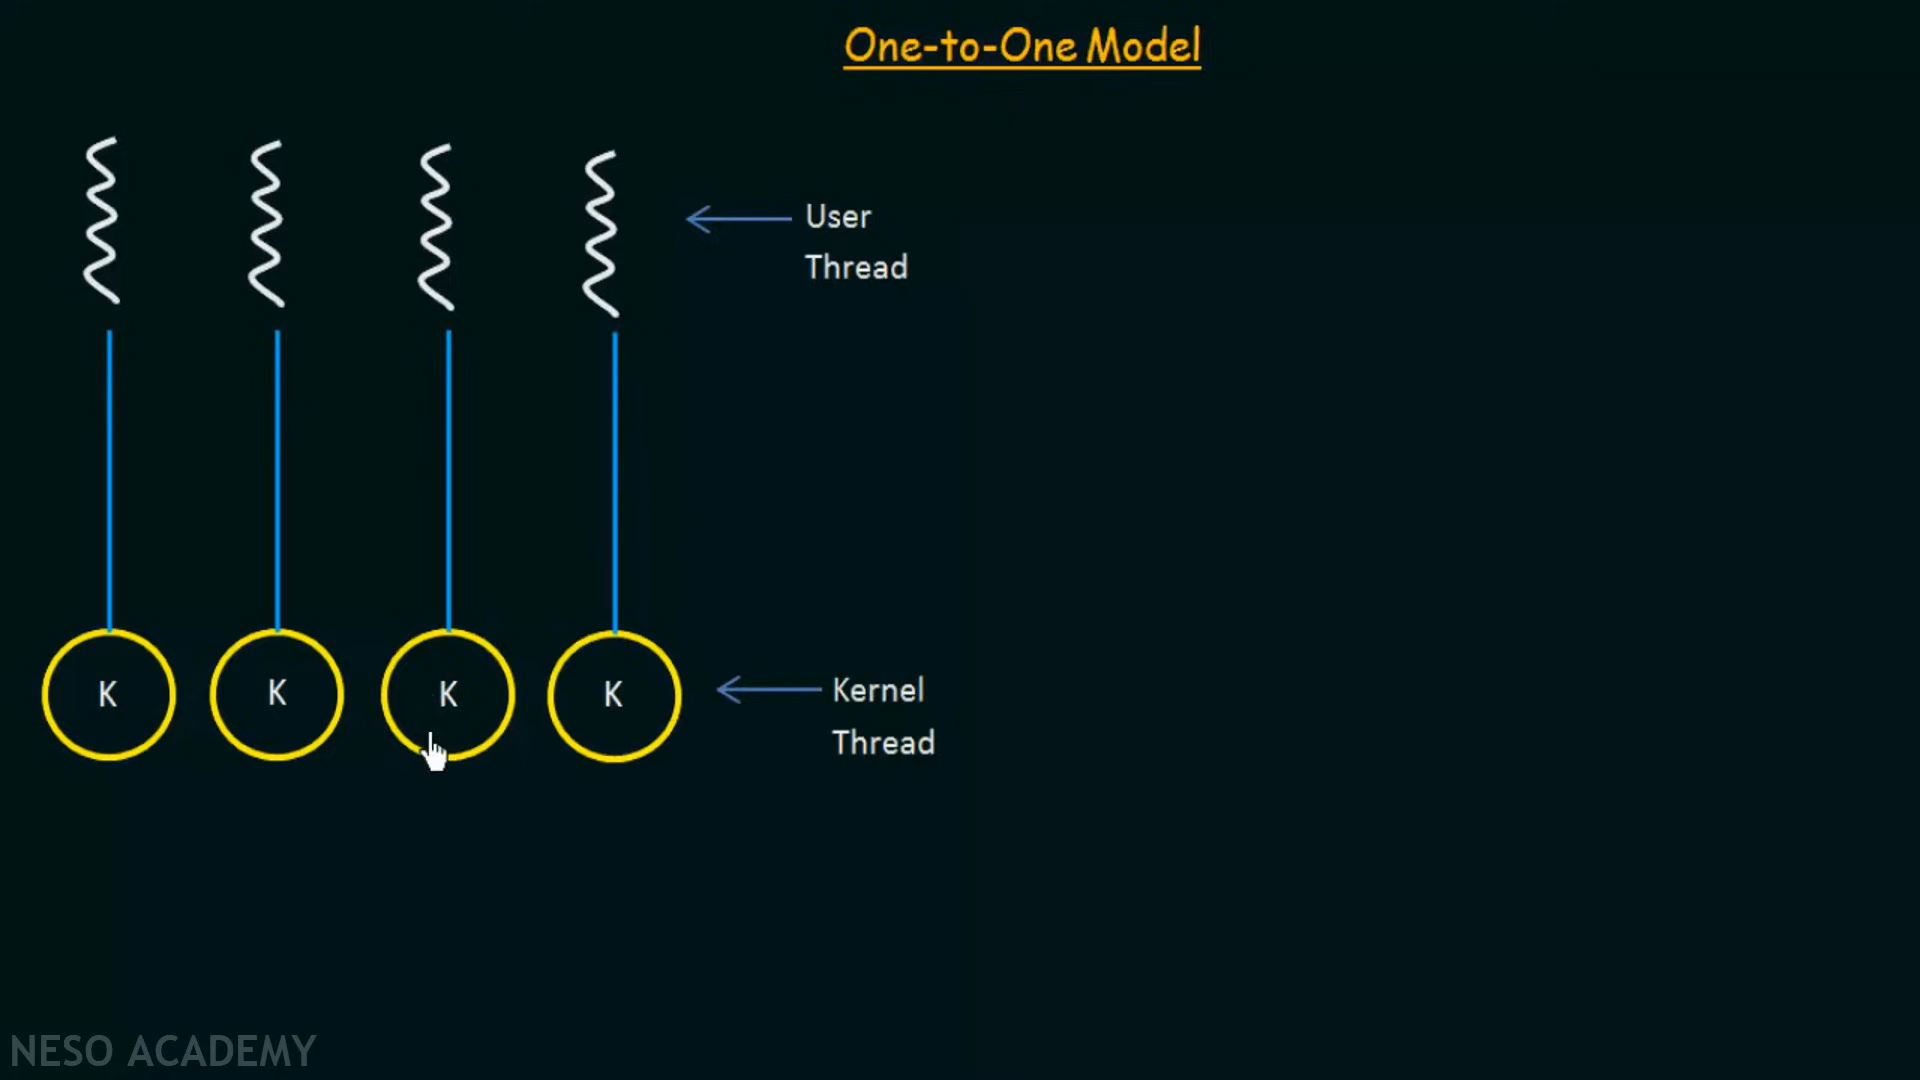 One-to-One Model
User
Thread
K K K K
Kernel
Thread
NESO ACADEMY